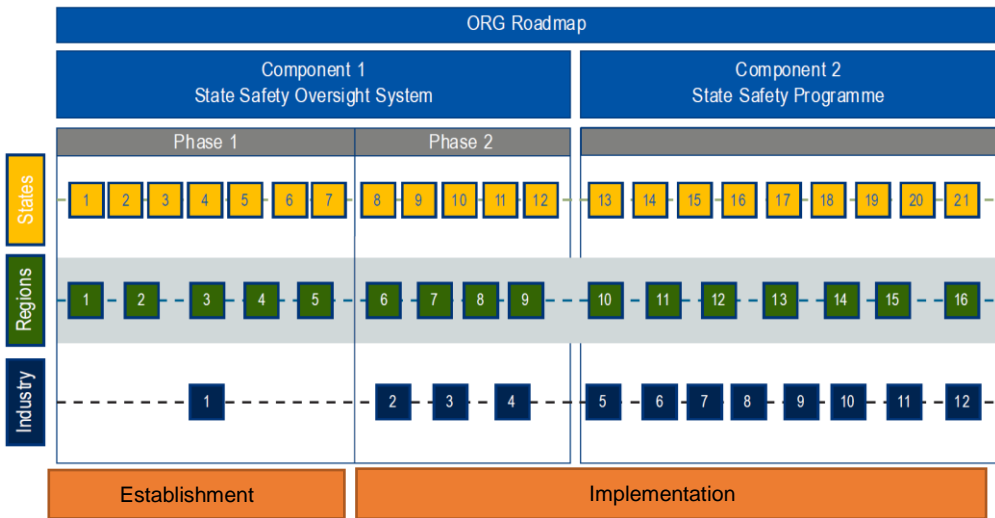 ORG Roadmap
Component 1
State Safety Oversight System
Component 2
State Safety Programme
Phase 1
Phase 2
States
1 2 3 4 5 6 7 8 9 10 11 12 13 14 15 16 17 18 19 20 21
Regions
1 2 3 4 5 6 7 8 9 10 11 12 13 14 15 16
Industry
1 2 3 4 5 6 7 8 9 10 11 12
Establishment
Implementation